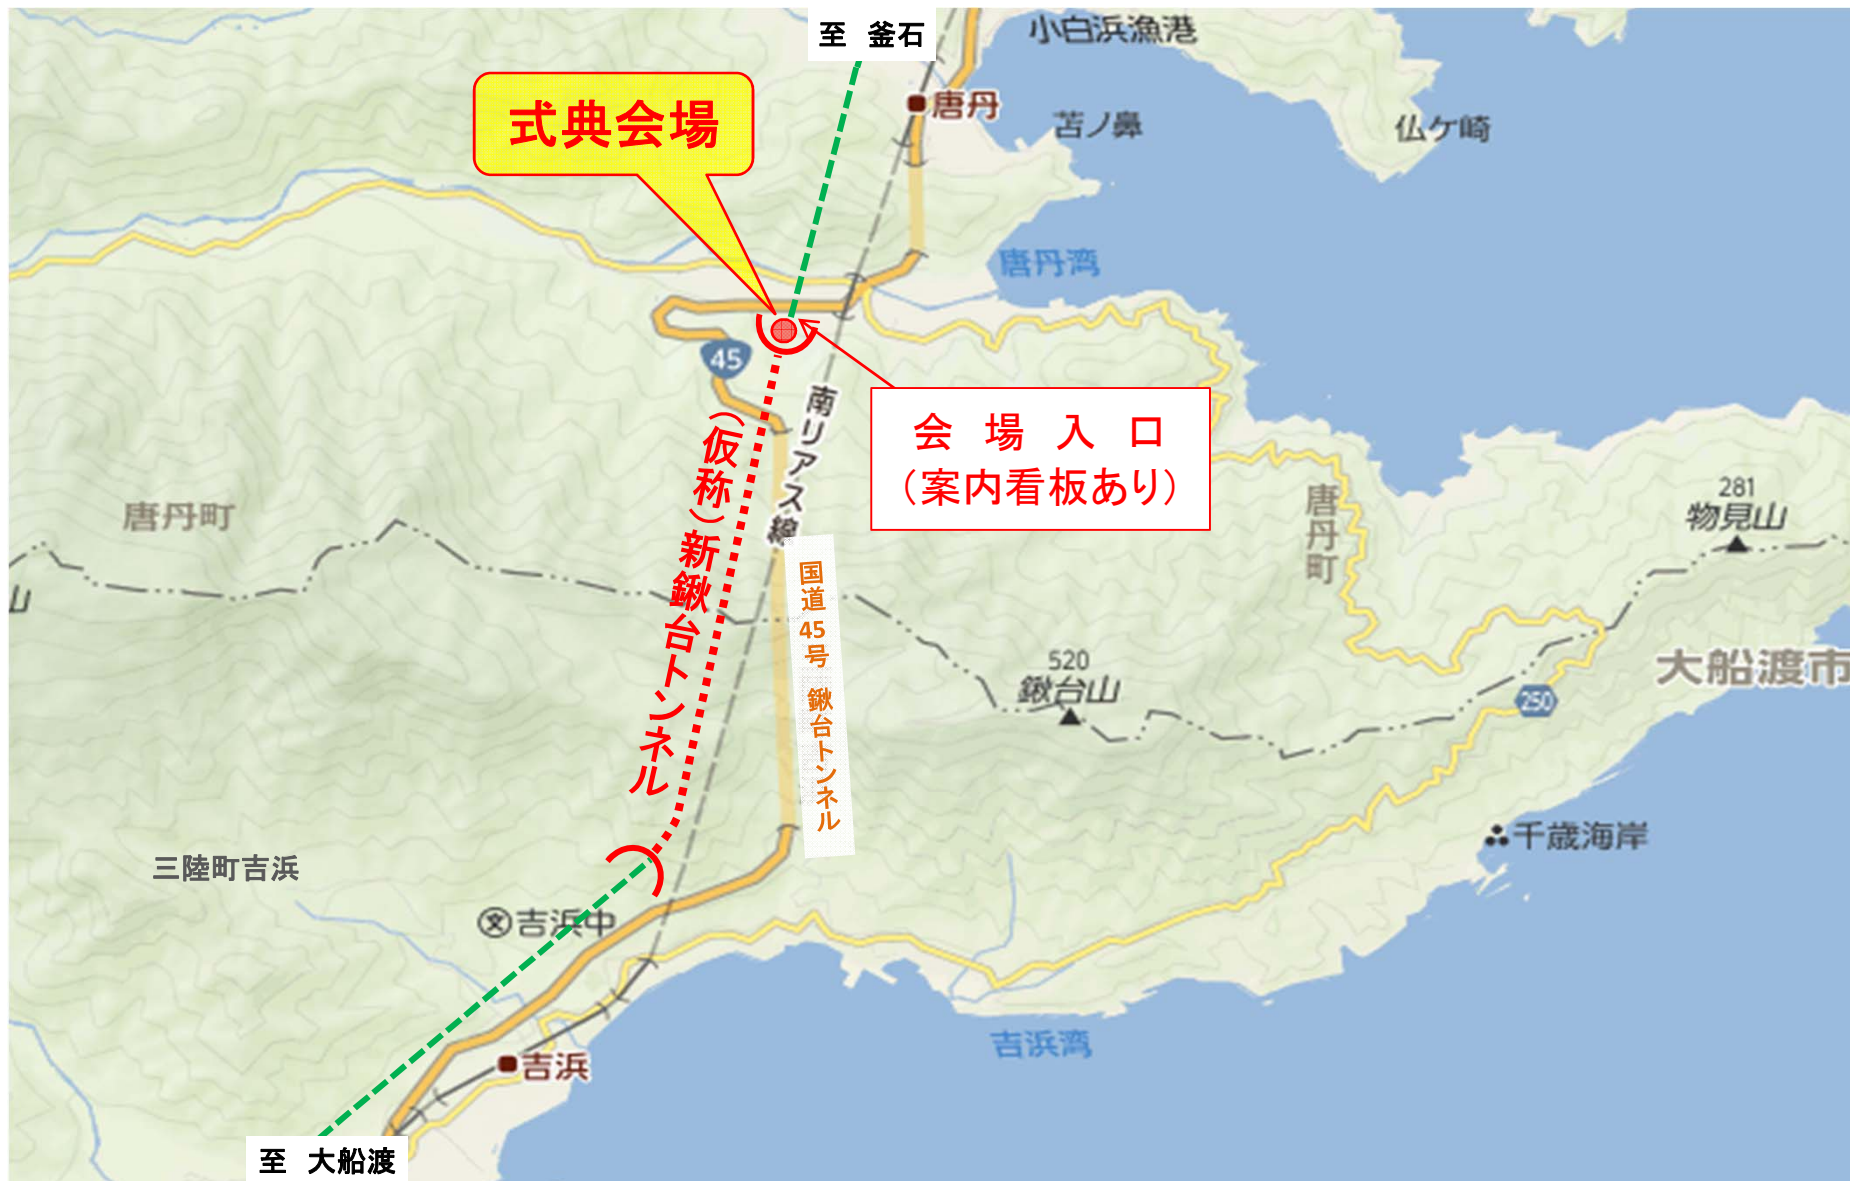 至　釜石
小白浜漁港
式典会場
唐丹
苫ノ鼻
仏ケ崎
唐丹湾
45
南リアス線
会　場　入　口
（案内看板あり）
（仮称）新鍬台トンネル
唐丹町
唐丹町
281
物見山
山
国道45号　鍬台トンネル
520
鍬台山
大船渡市
250
千歳海岸
三陸町吉浜
文
吉浜中
吉浜湾
吉浜
至　大船渡